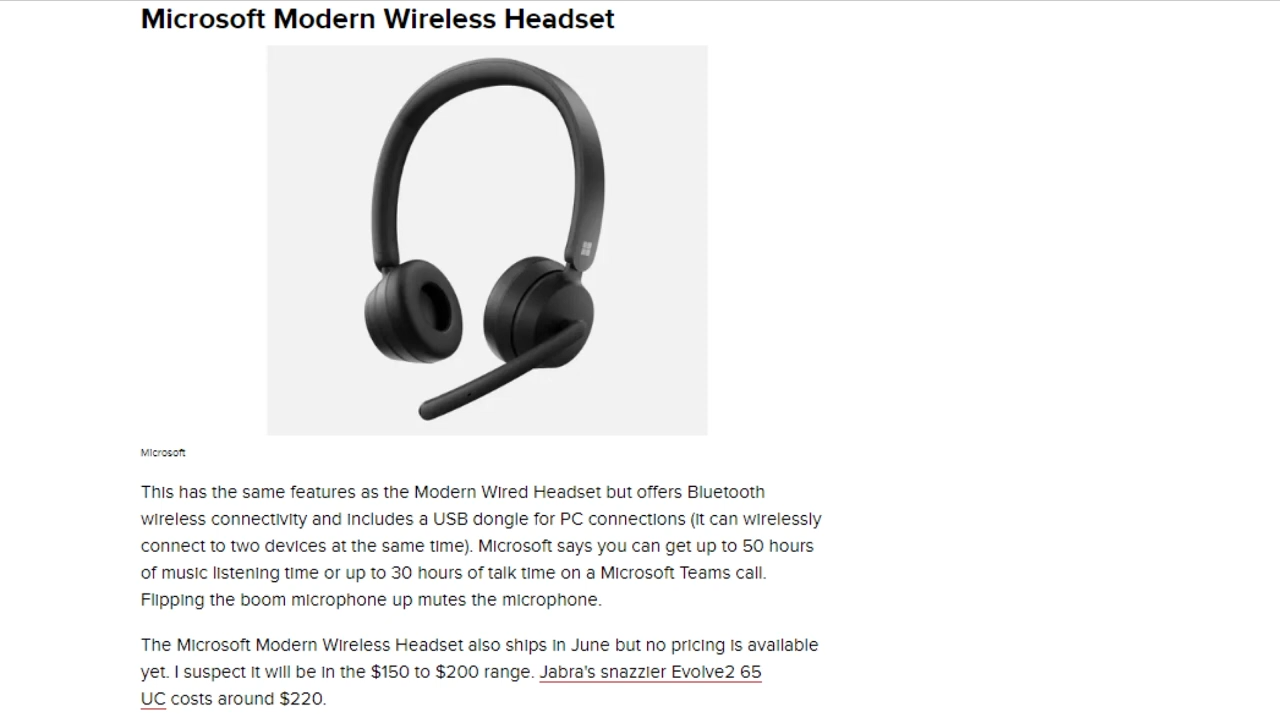 Microsoft Modern Wireless Headset
Microsoft
This has the same features as the Modern Wired Headset but offers Bluetooth
wireless connectivity and includes a USB dongle for PC connections (it can wirelessly
connect to two devices at the same time). Microsoft says you can get up to 50 hours
of music listening time or up to 30 hours of talk time on a Microsoft Teams call.
Flipping the boom microphone up mutes the microphone.
The Microsoft Modern Wireless Headset also ships in June but no pricing is available
yet. I suspect it will be in the $150 to $200 range. Jabra's snazzier Evolve2 65
UC costs around $220.